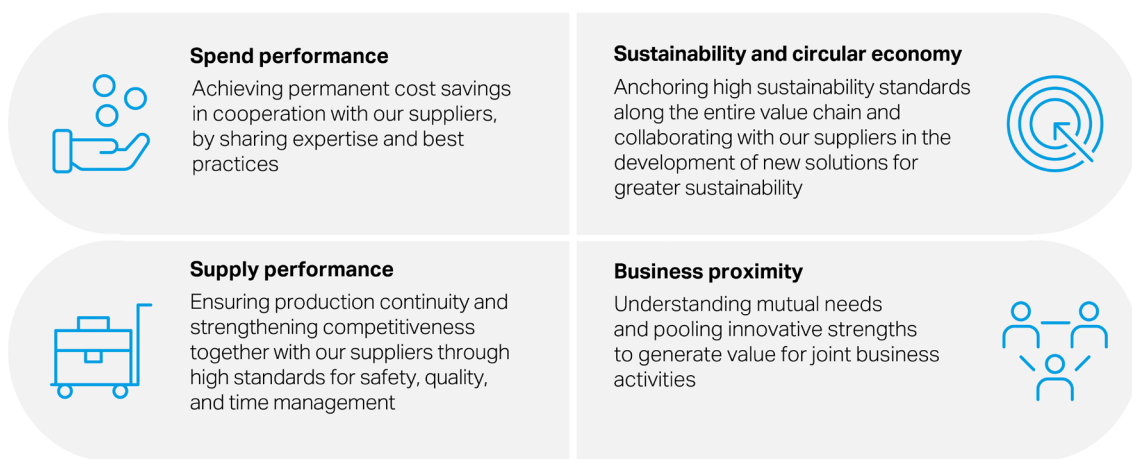 Spend performance
Achieving permanent cost savings
in cooperation with our suppliers,
by sharing expertise and best
practices
Sustainability and circular economy
Anchoring high sustainability standards
along the entire value chain and
collaborating with our suppliers in the
development of new solutions for
greater sustainability
Supply performance
Ensuring production continuity and
strengthening competitiveness
together with our suppliers through
high standards for safety, quality,
and time management
Business proximity
Understanding mutual needs
and pooling innovative strengths
to generate value for joint business
activities